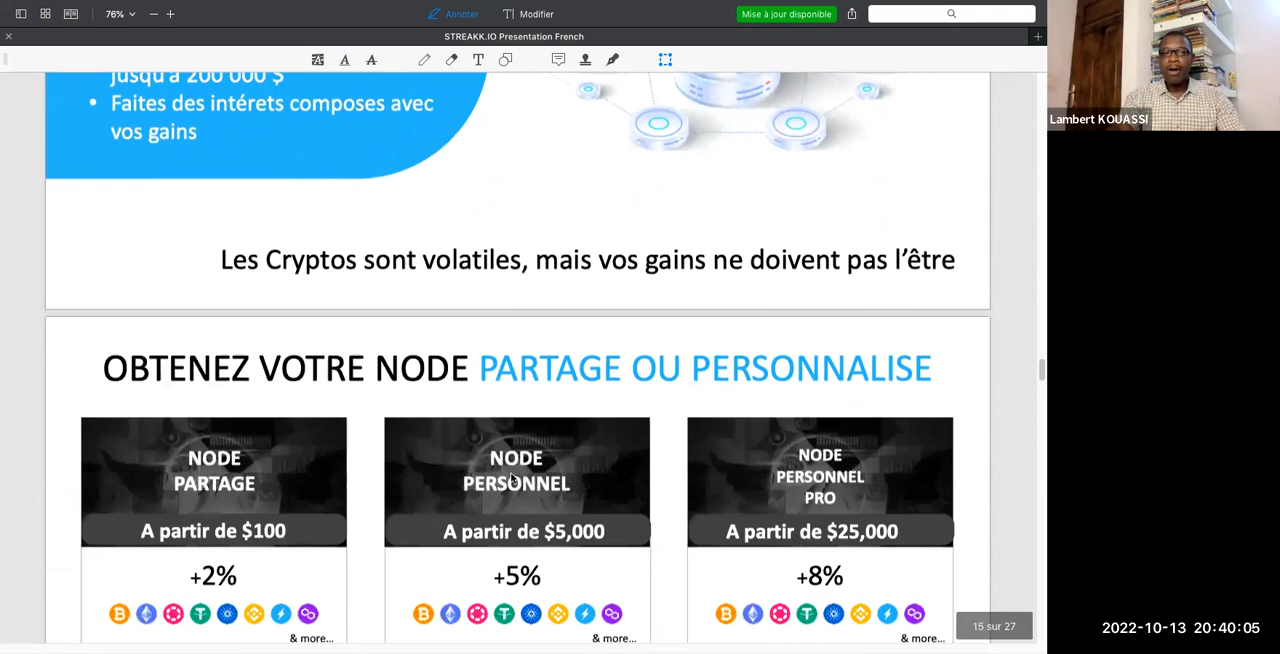 76%
Annoter
Modifier
Mise à jour disponible
STREAKK.IO Presentation French
jusqu'à 200 000 $
• Faites des intérets composes avec
vos gains
Les Cryptos sont volatiles, mais vos gains ne doivent pas l'être
OBTENEZ VOTRE NODE PARTAGE OU PERSONNALISE
NODE
PARTAGE
A partir de $100
+2%
& more...
NODE
PERSONNEL
A partir de $5,000
+5%
& more...
NODE
PERSONNEL
PRO
A partir de $25,000
+8%
& more...
15 sur 27
Lambert KOUASSI
2022-10-13 20:40:05